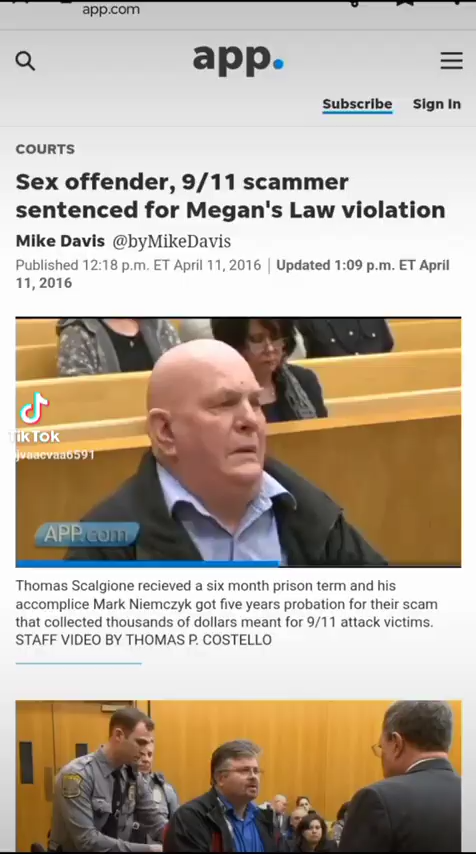 app.com
app.
Subscribe Sign In
COURTS
Sex offender, 9/11 scammer
sentenced for Megan's Law violation
Mike Davis @byMikeDavis
Published 12:18 p.m. ET April 11, 2016 | Updated 1:09 p.m. ET April
11, 2016
TikTok
jvaacvaa6591
APP.com
Thomas Scalgione recieved a six month prison term and his
accomplice Mark Niemczyk got five years probation for their scam
that collected thousands of dollars meant for 9/11 attack victims.
STAFF VIDEO BY THOMAS P. COSTELLO